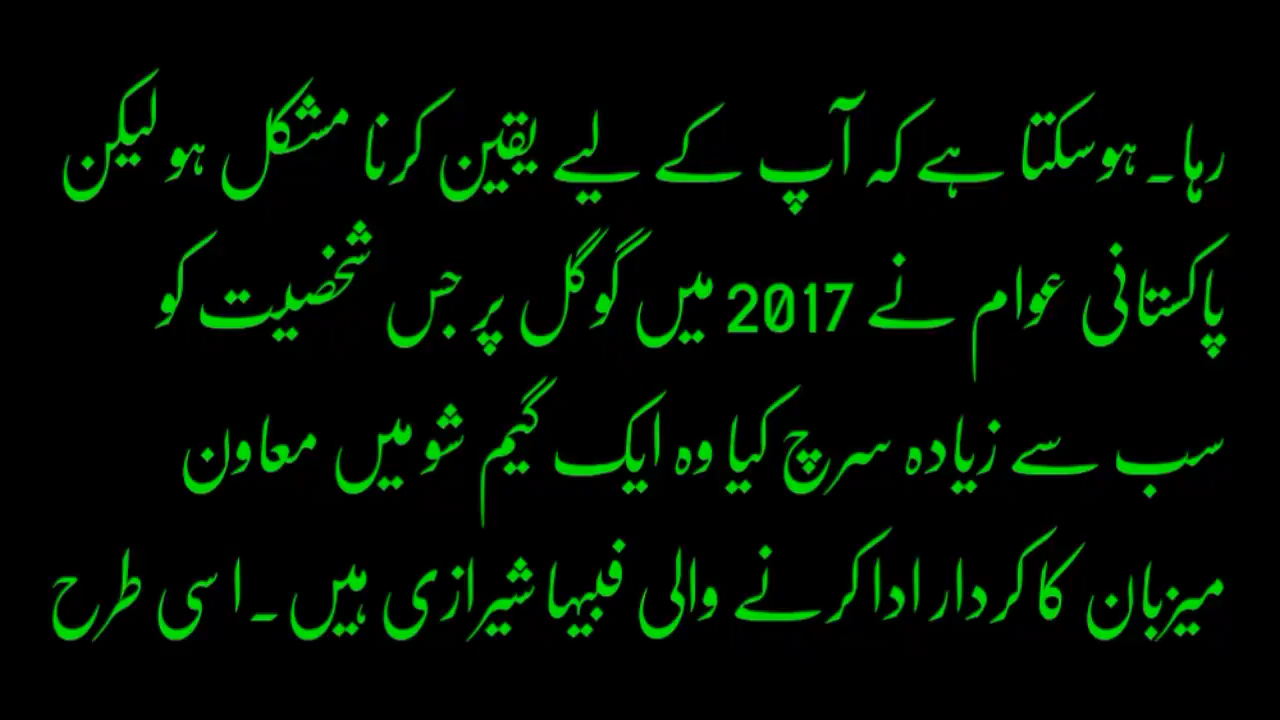 رہا۔ ہوسکتا ہے کہ آپ کے لیے یقین کرنا مشکل ہو لیکن
پاکستانی عوام نے 2017 میں گوگل پر جس شخصیت کو
سب سے زیادہ سرچ کیا وہ ایک گیم شو میں معاون
میزبان کا کردار ادا کرنے والی فبیہا شیرازی ہیں۔ اسی طرح